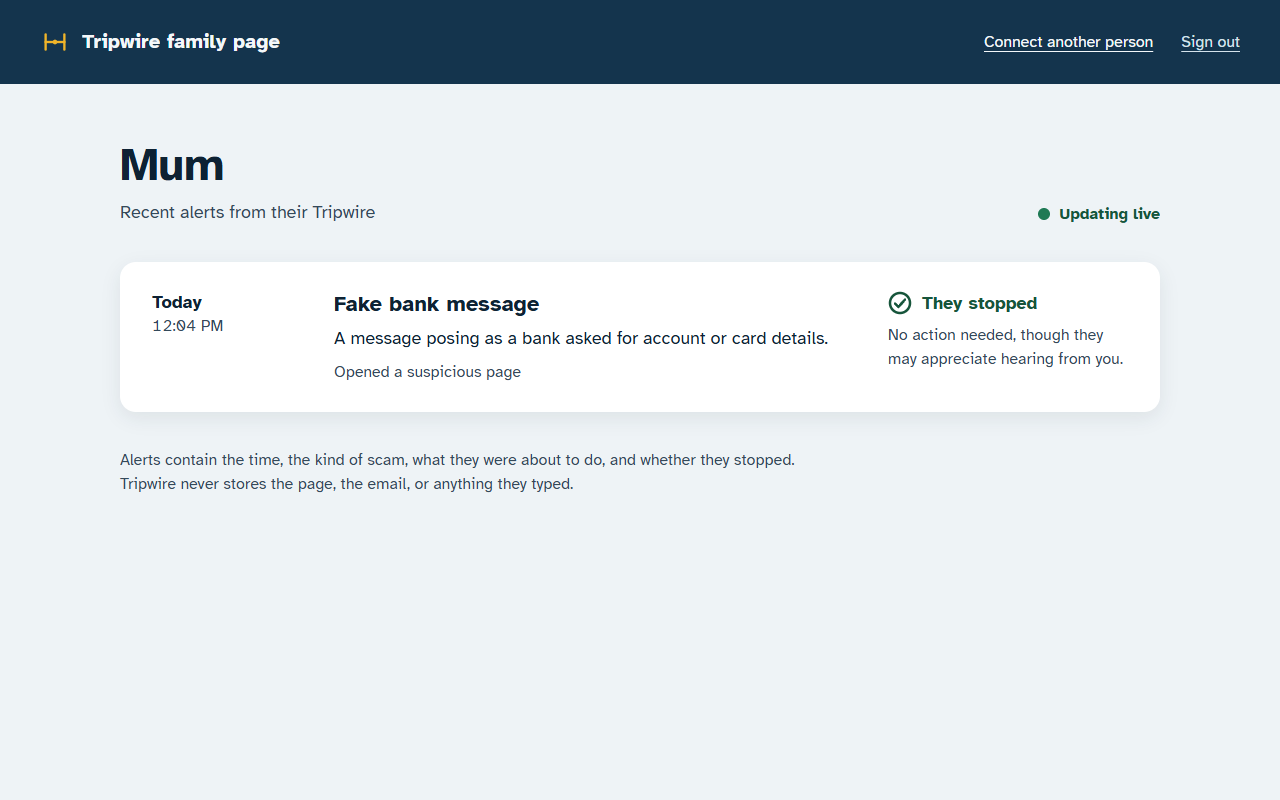 Tripwire family page
Connect another person
Sign out
Mum
Recent alerts from their Tripwire
Updating live
Today
12:04 PM
Fake bank message
A message posing as a bank asked for account or card details.
Opened a suspicious page
They stopped
No action needed, though they
may appreciate hearing from you.
Alerts contain the time, the kind of scam, what they were about to do, and whether they stopped.
Tripwire never stores the page, the email, or anything they typed.